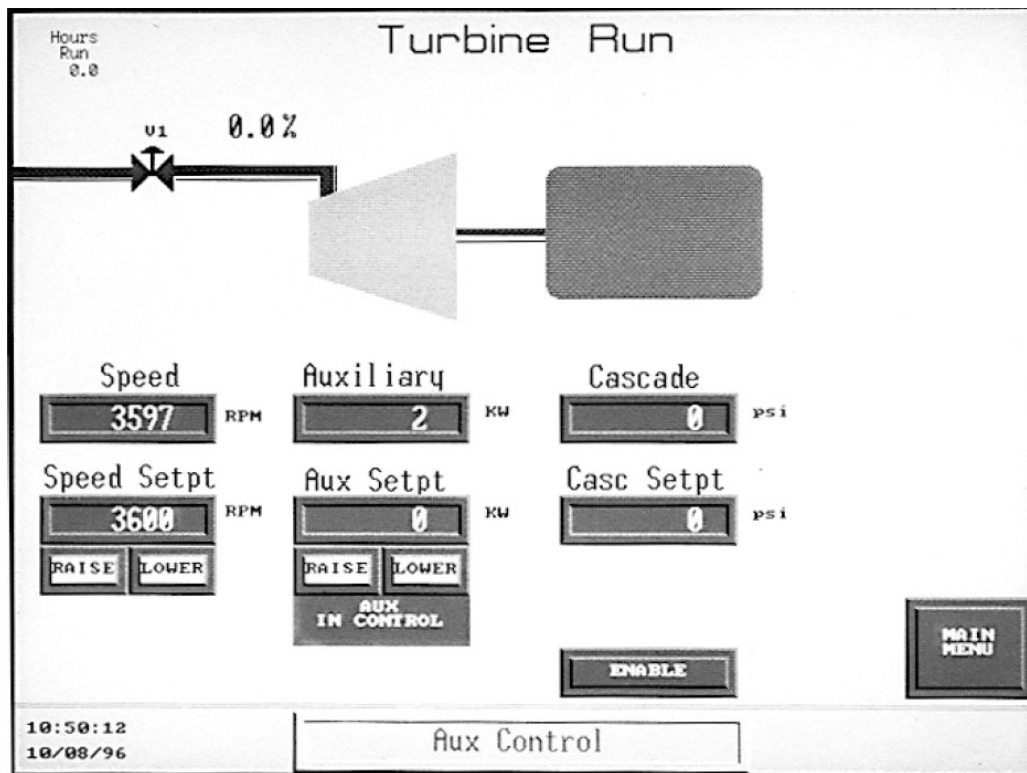 Hours
Run
0.0
Turbine Run
V1
0.0%
Speed
Auxiliary
Cascade
3597 RPM
2 KW
0 psi
Speed Setpt
Aux Setpt
Casc Setpt
3600 RPM
0 KW
0 psi
RAISE LOWER
RAISE LOWER
AUX
IN CONTROL
ENABLE
MAIN
MENU
10:50:12
10/08/96
Aux Control